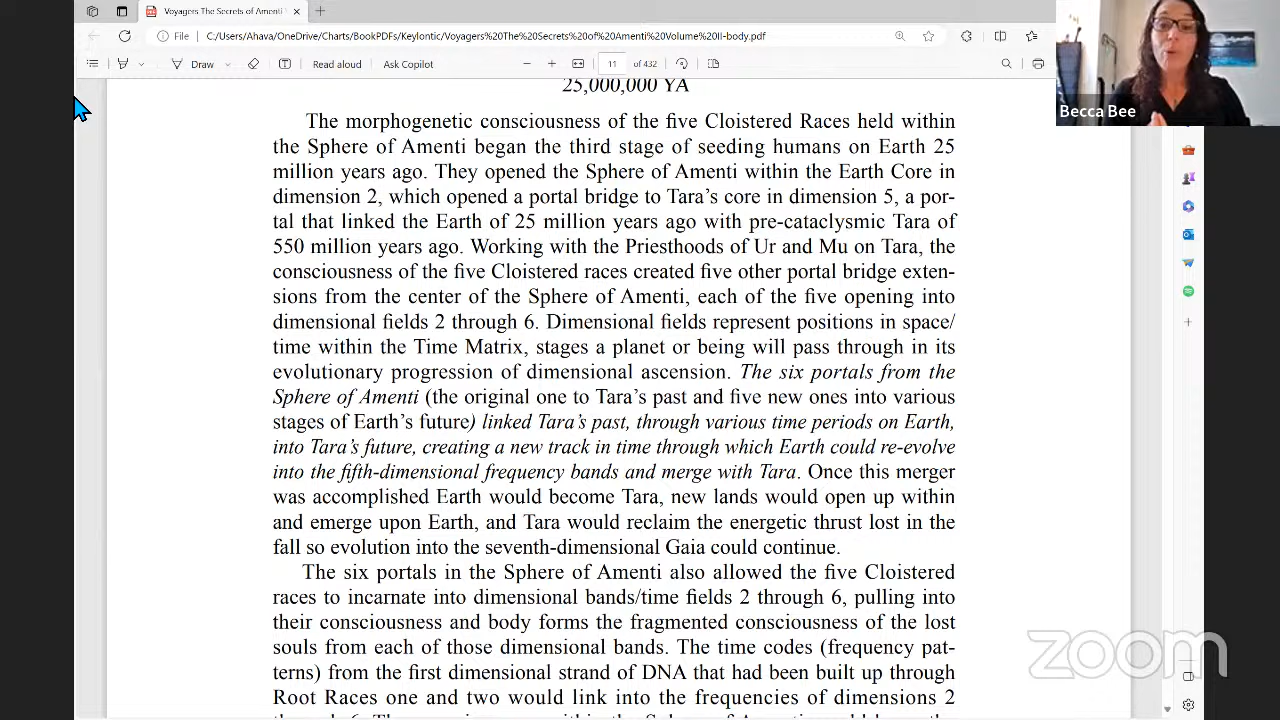 Voyagers The Secrets of Amenti
File
C:/Users/Ahava/OneDrive/Charts/BookPDFs/Keylontic/Voyagers%20The%20Secrets%20of%20Amenti%20Volume%20II-body.pdf
Draw
Read aloud
Ask Copilot
11 of 432
Becca Bee
25,000,000 YA
The morphogenetic consciousness of the five Cloistered Races held within
the Sphere of Amenti began the third stage of seeding humans on Earth 25
million years ago. They opened the Sphere of Amenti within the Earth Core in
dimension 2, which opened a portal bridge to Tara's core in dimension 5, a por-
tal that linked the Earth of 25 million years ago with pre-cataclysmic Tara of
550 million years ago. Working with the Priesthoods of Ur and Mu on Tara, the
consciousness of the five Cloistered races created five other portal bridge exten-
sions from the center of the Sphere of Amenti, each of the five opening into
dimensional fields 2 through 6. Dimensional fields represent positions in space/
time within the Time Matrix, stages a planet or being will pass through in its
evolutionary progression of dimensional ascension. The six portals from the
Sphere of Amenti (the original one to Tara's past and five new ones into various
stages of Earth's future) linked Tara's past, through various time periods on Earth,
into Tara's future, creating a new track in time through which Earth could re-evolve
into the fifth-dimensional frequency bands and merge with Tara. Once this merger
was accomplished Earth would become Tara, new lands would open up within
and emerge upon Earth, and Tara would reclaim the energetic thrust lost in the
fall so evolution into the seventh-dimensional Gaia could continue.
The six portals in the Sphere of Amenti also allowed the five Cloistered
races to incarnate into dimensional bands/time fields 2 through 6, pulling into
their consciousness and body forms the fragmented consciousness of the lost
souls from each of those dimensional bands. The time codes (frequency pat-
terns) from the first dimensional strand of DNA that had been built up through
Root Races one and two would link into the frequencies of dimensions 2
zoom